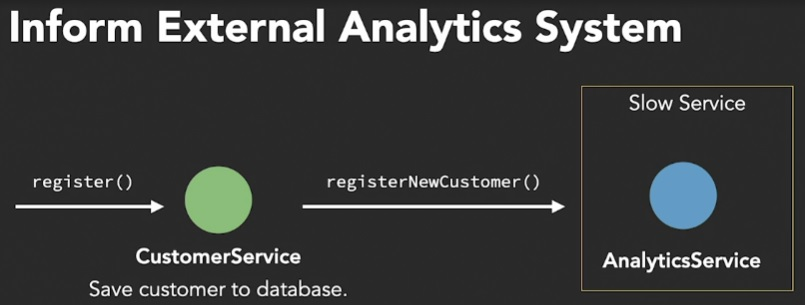 Inform External Analytics System
Slow Service
register()
registerNewCustomer()
CustomerService
AnalyticsService
Save customer to database.